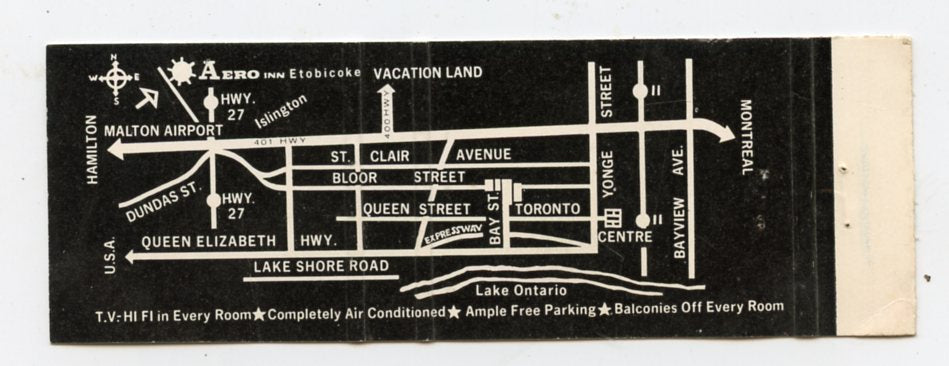 N
W E
S
AERO INN Etobicoke
VACATION LAND
HWY.
27
Islington
400 HWY
STREET
11
HAMILTON
MALTON AIRPORT
401 HWY
MONTREAL
ST. CLAIR AVENUE
BLOOR STREET
YONGE
BAYVIEW AVE.
DUNDAS ST.
HWY.
27
QUEEN STREET
BAY ST.
TORONTO
11
CENTRE
EXPRESSWAY
U.S.A.
QUEEN ELIZABETH HWY.
LAKE SHORE ROAD
Lake Ontario
T.V.-HI FI in Every Room★Completely Air Conditioned★ Ample Free Parking★ Balconies Off Every Room